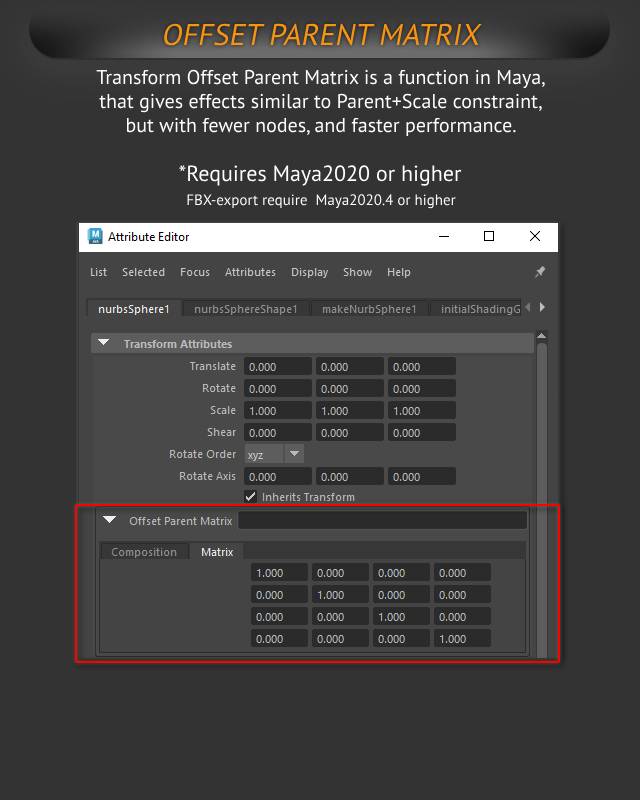 OFFSET PARENT MATRIX
Transform Offset Parent Matrix is a function in Maya,
that gives effects similar to Parent+Scale constraint,
but with fewer nodes, and faster performance.
*Requires Maya2020 or higher
FBX-export require Maya2020.4 or higher
M
Attribute Editor
List Selected Focus Attributes Display Show Help
nurbsSphere1 nurbsSphereShape1 makeNurbSphere1 initialShadingG
Transform Attributes
Translate 0.000 0.000 0.000
Rotate 0.000 0.000 0.000
Scale 1.000 1.000 1.000
Shear 0.000 0.000 0.000
Rotate Order xyz
Rotate Axis 0.000 0.000 0.000
Inherits Transform
Offset Parent Matrix
Composition Matrix
1.000 0.000 0.000 0.000
0.000 1.000 0.000 0.000
0.000 0.000 1.000 0.000
0.000 0.000 0.000 1.000